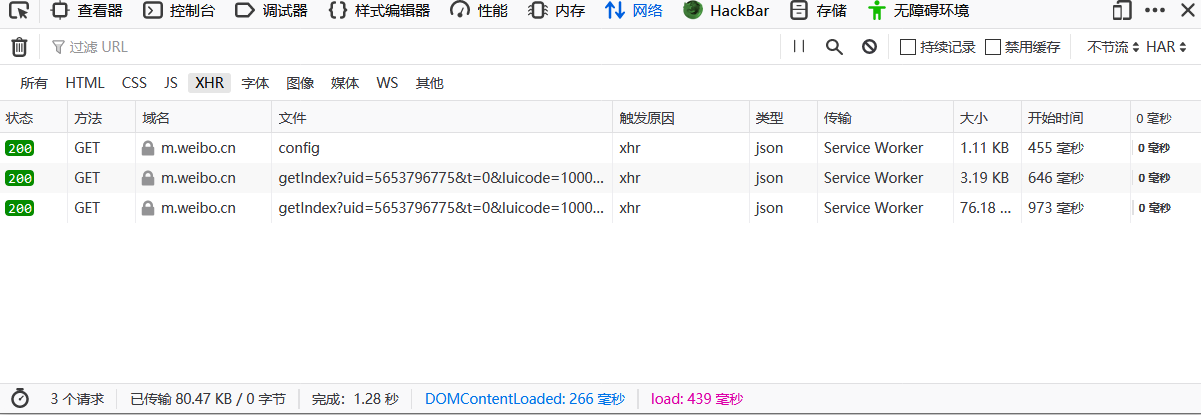 查看器 控制台 调试器 样式编辑器 性能 内存 网络 HackBar 存储 无障碍环境
过滤 URL 持续记录 禁用缓存 不节流 HAR
所有 HTML CSS JS XHR 字体 图像 媒体 WS 其他
状态 方法 域名 文件 触发原因 类型 传输 大小 开始时间 0 毫秒
200 GET m.weibo.cn config xhr json Service Worker 1.11 KB 455 毫秒 0 毫秒
200 GET m.weibo.cn getIndex?uid=5653796775&t=0&luicode=1000... xhr json Service Worker 3.19 KB 646 毫秒 0 毫秒
200 GET m.weibo.cn getIndex?uid=5653796775&t=0&luicode=1000... xhr json Service Worker 76.18 ... 973 毫秒 0 毫秒
3 个请求 已传输 80.47 KB / 0 字节 完成：1.28 秒 DOMContentLoaded: 266 毫秒 load: 439 毫秒